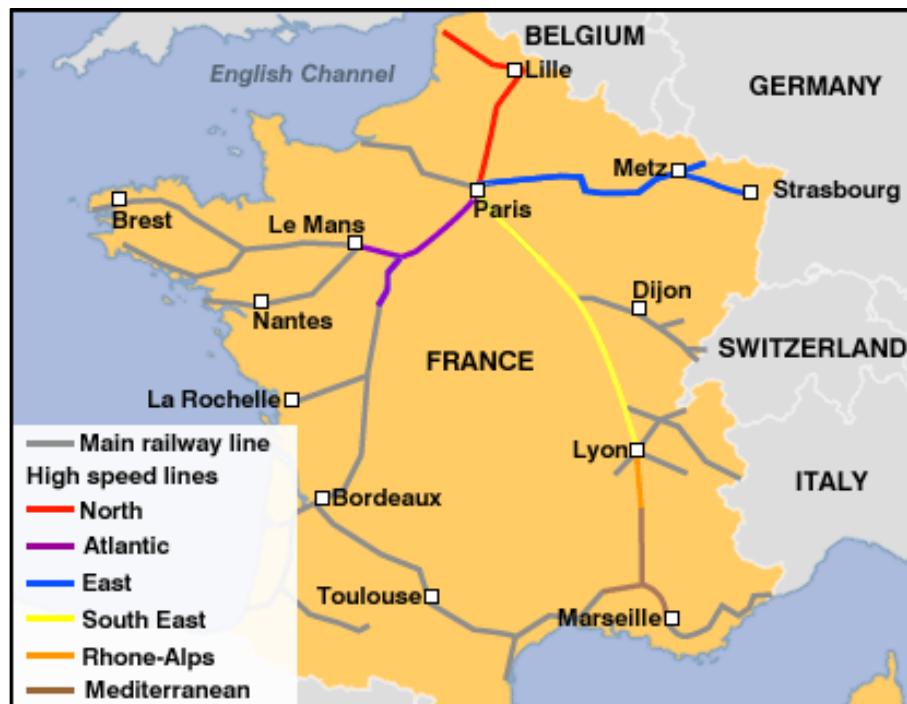 BELGIUM
English Channel
Lille
GERMANY
Metz
Strasbourg
Paris
Brest
Le Mans
Dijon
Nantes
SWITZERLAND
FRANCE
La Rochelle
Lyon
ITALY
Bordeaux
Toulouse
Marseille
Main railway line
High speed lines
North
Atlantic
East
South East
Rhone-Alps
Mediterranean